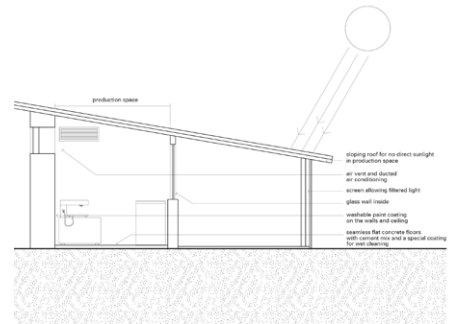 production space
sloping roof for no direct sunlight
in production space
air vent and ducted
air conditioning.
screen allowing filtered light
glass wall inside
washable paint coating
on the walls and ceiling
seamless flat concrete floors
with cement mix and a special coating
for wet cleaning